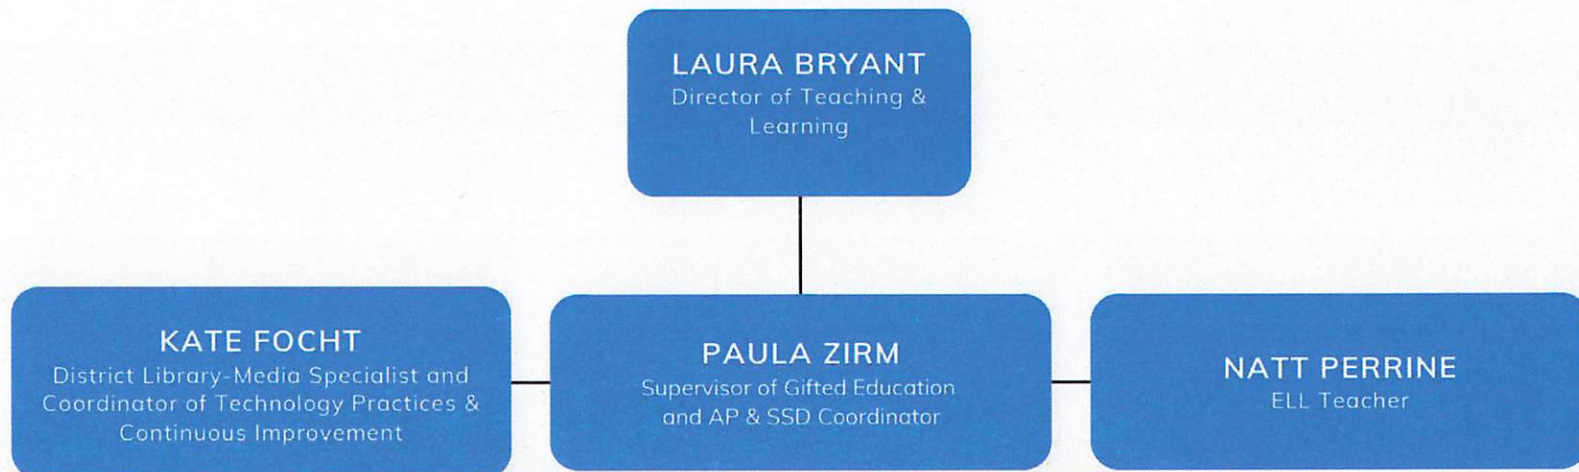 LAURA BRYANT
Director of Teaching &
Learning
KATE FOCHT
District Library-Media Specialist and
Coordinator of Technology Practices &
Continuous Improvement
PAULA ZIRM
Supervisor of Gifted Education
and AP & SSD Coordinator
NATT PERRINE
ELL Teacher